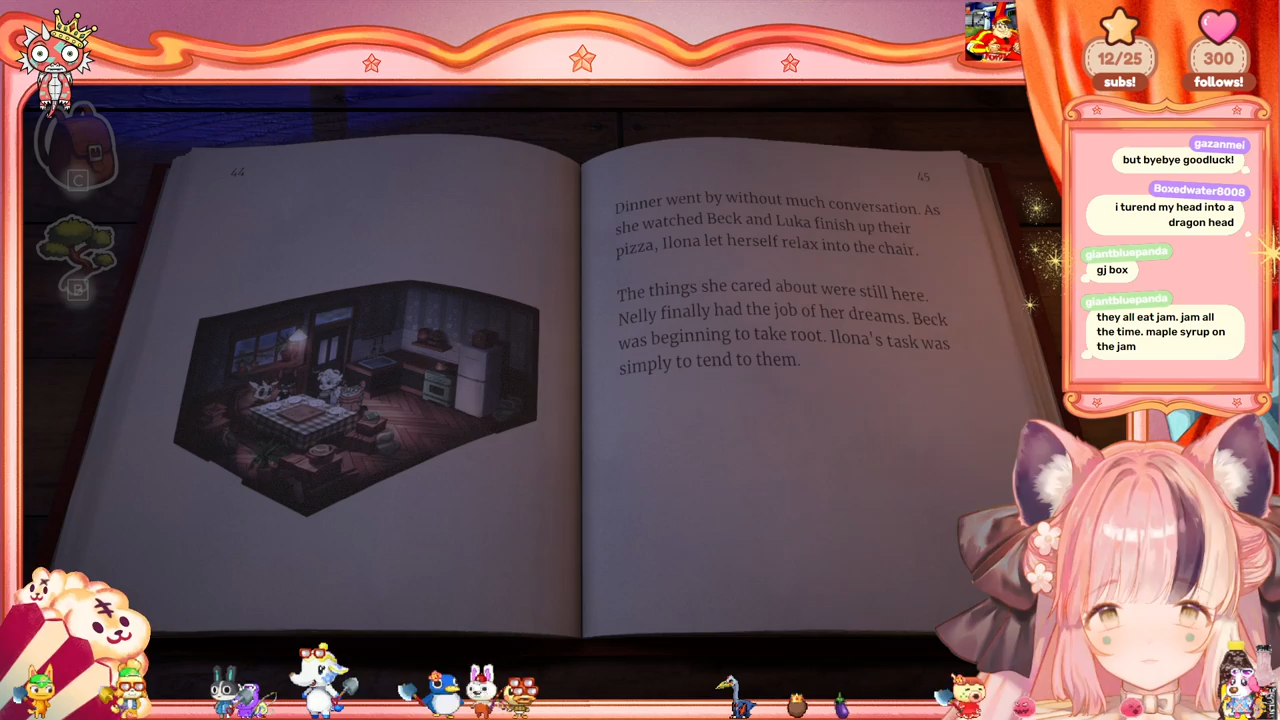 12/25
subs!
300
follows!
gazanmei
but byebye goodluck!
Boxedwater8008
i turend my head into a
dragon head
giantbluepanda
gj box
giantbluepanda
they all eat jam. jam all
the time. maple syrup on
the jam
C
B
44
45
Dinner went by without much conversation. As
she watched Beck and Luka finish up their
pizza, Ilona let herself relax into the chair.
The things she cared about were still here.
Nelly finally had the job of her dreams. Beck
was beginning to take root. Ilona's task was
simply to tend to them.